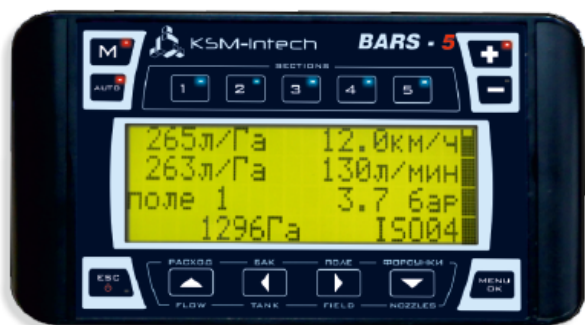 M KSM-Intech BARS - 5 +
AUTO SECTIONS −
1 2 3 4 5
265л/Га 12.0км/ч
263л/Га 130л/мин
поле 1 3.7 бар
1296Га ISO04
ESC РАСХОД БАК ПОЛЕ ФОРСУНКИ MENU OK
FLOW TANK FIELD NOZZLES